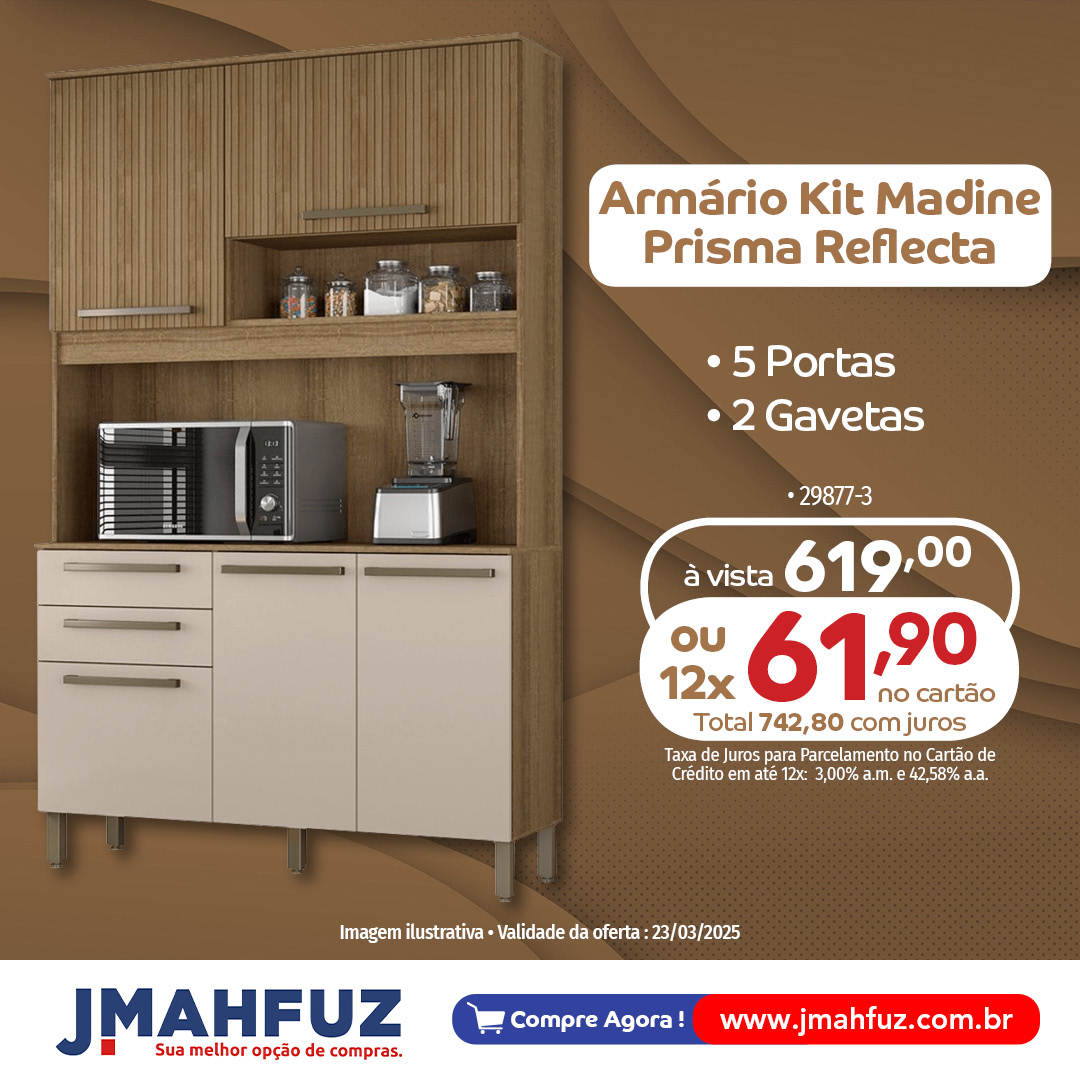 Armário Kit Madine
Prisma Reflecta
• 5 Portas
• 2 Gavetas
• 29877-3
à vista 619,00
ou
12x 61,90
no cartão
Total 742,80 com juros
Taxa de Juros para Parcelamento no Cartão de
Crédito em até 12x: 3,00% a.m. e 42,58% a.a.
Imagem ilustrativa • Validade da oferta : 23/03/2025
JMAHFUZ
Sua melhor opção de compras.
Compre Agora !
www.jmahfuz.com.br